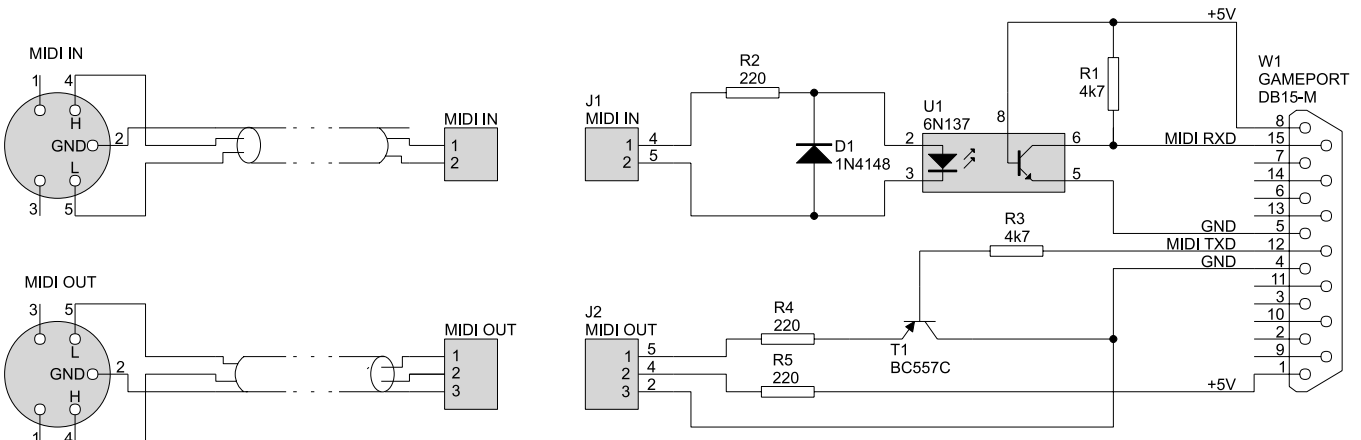 MIDI IN
1 4
H
GND 2
L
3 5
MIDI IN
1
2
MIDI OUT
3 5
L
GND 2
H
1 4
MIDI OUT
1
2
3
J1
MIDI IN
1 4
2 5
R2
220
D1
1N4148
U1
6N137
2
3
8
6
5
R1
4k7
+5V
MIDI RXD
GND
MIDI TXD
GND
+5V
R3
4k7
T1
BC557C
R4
220
R5
220
J2
MIDI OUT
1 5
2 4
3 2
W1
GAMEPORT
DB15-M
8
15
7
14
6
13
5
12
4
11
3
10
2
9
1